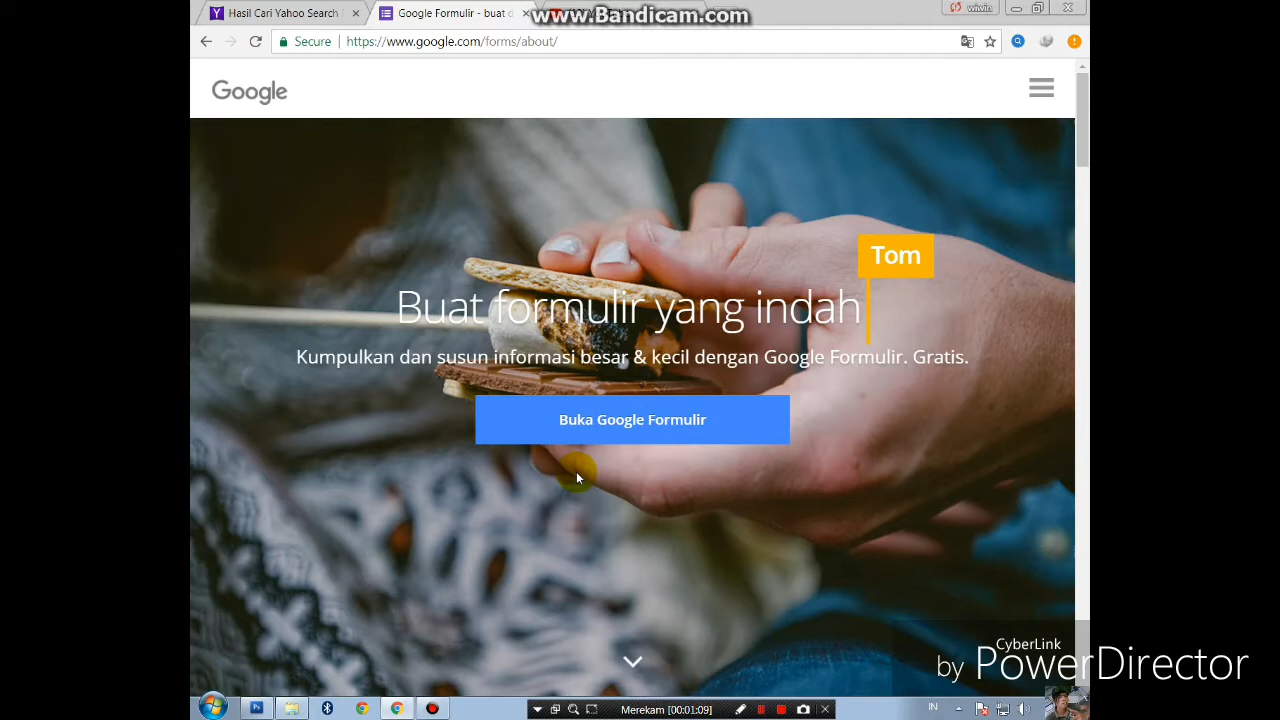 www.Bandicam.com
Hasil Cari Yahoo Search
Google Formulir - buat d
wiwin
Secure
https://www.google.com/forms/about/
Google
Tom
Buat formulir yang indah
Kumpulkan dan susun informasi besar & kecil dengan Google Formulir. Gratis.
Buka Google Formulir
CyberLink
by PowerDirector
Merekam [00:01:09]
IN